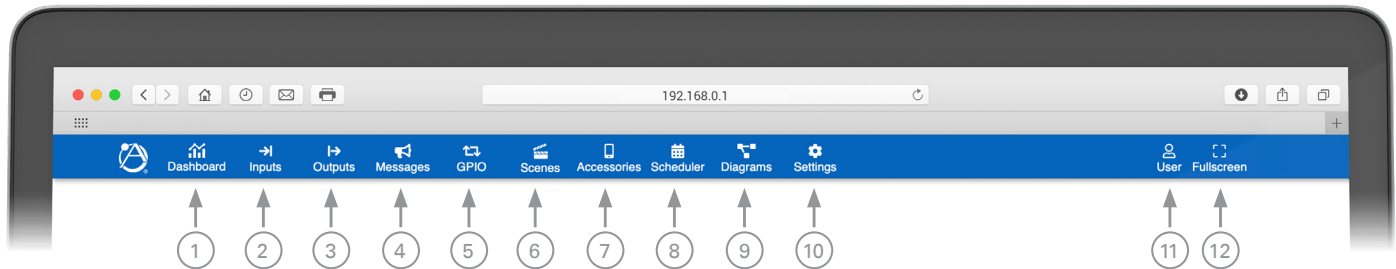 192.168.0.1
Dashboard Inputs Outputs Messages GPIO Scenes Accessories Scheduler Diagrams Settings User Fullscreen
1 2 3 4 5 6 7 8 9 10 11 12